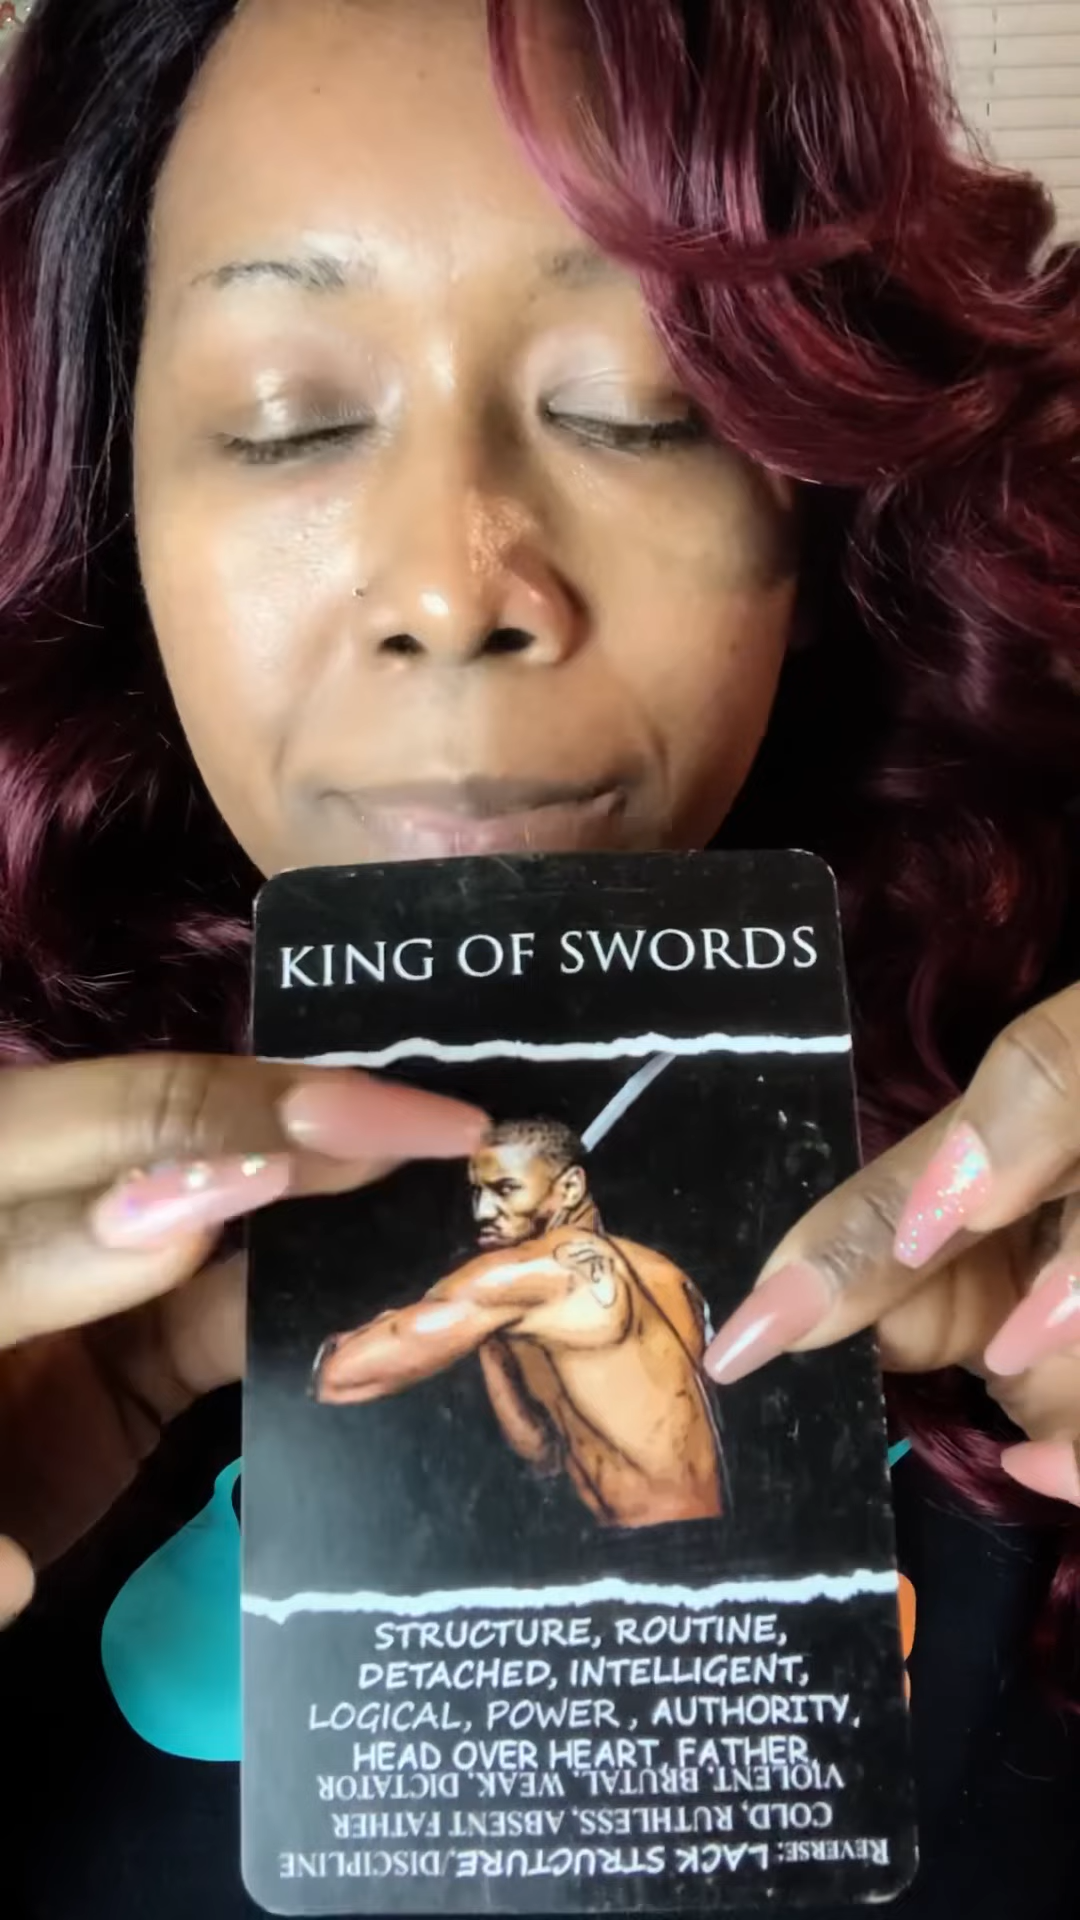 KING OF SWORDS
STRUCTURE, ROUTINE,
DETACHED, INTELLIGENT,
LOGICAL, POWER, AUTHORITY,
HEAD OVER HEART, FATHER,
REVERSE: LACK STRUCTURE/DISCIPLINE
COLD, RUTHLESS, ABSENT FATHER
VIOLENT, BRUTAL, WEAK, DICTATOR